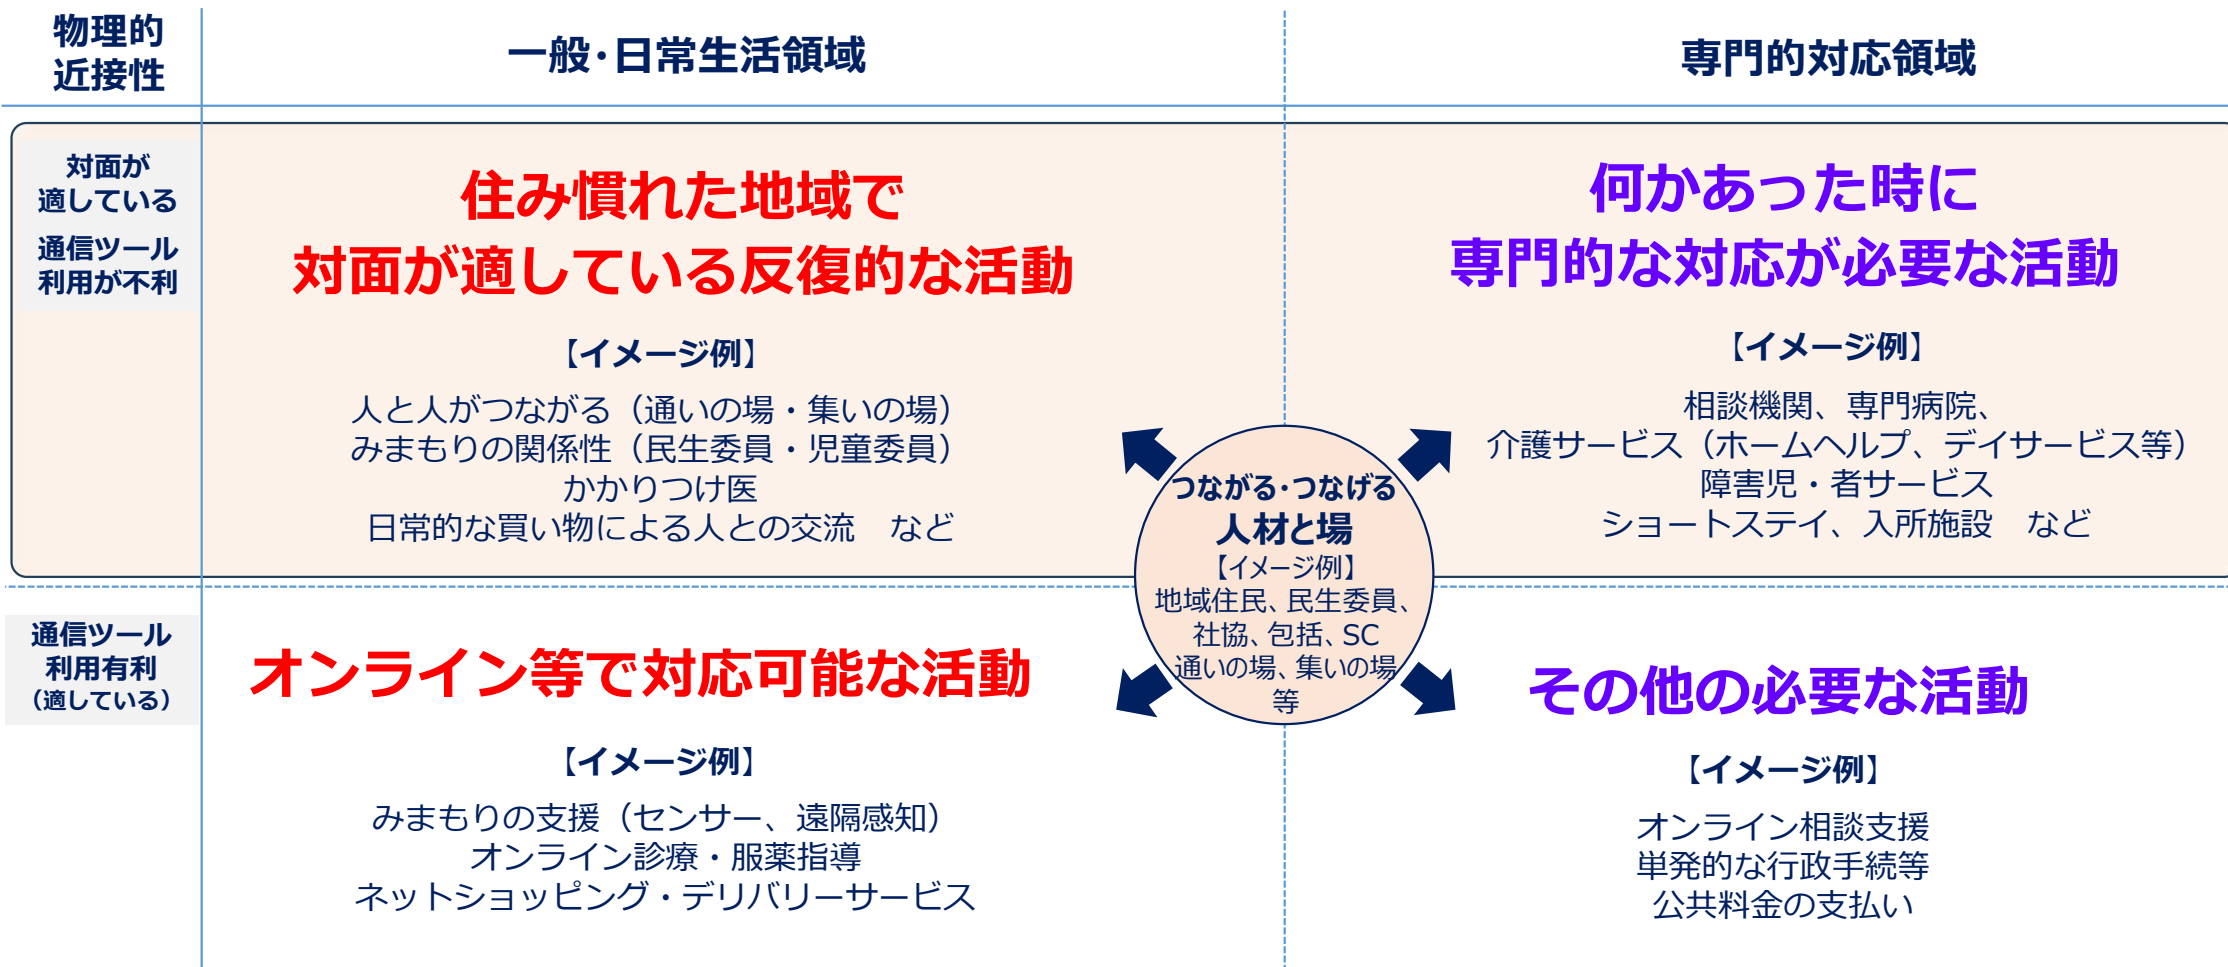 物理的
近接性
一般・日常生活領域
専門的対応領域
対面が
適している
通信ツール
利用が不利
住み慣れた地域で
対面が適している反復的な活動
【イメージ例】
人と人がつながる（通いの場・集いの場）
みまもりの関係性（民生委員・児童委員）
かかりつけ医
日常的な買い物による人との交流　など
何かあった時に
専門的な対応が必要な活動
【イメージ例】
相談機関、専門病院、
介護サービス（ホームヘルプ、デイサービス等）
障害児・者サービス
ショートステイ、入所施設　など
つながる・つなげる
人材と場
【イメージ例】
地域住民、民生委員、
社協、包括、SC
通いの場、集いの場
等
通信ツール
利用有利
（適している）
オンライン等で対応可能な活動
【イメージ例】
みまもりの支援（センサー、遠隔感知）
オンライン診療・服薬指導
ネットショッピング・デリバリーサービス
その他の必要な活動
【イメージ例】
オンライン相談支援
単発的な行政手続等
公共料金の支払い